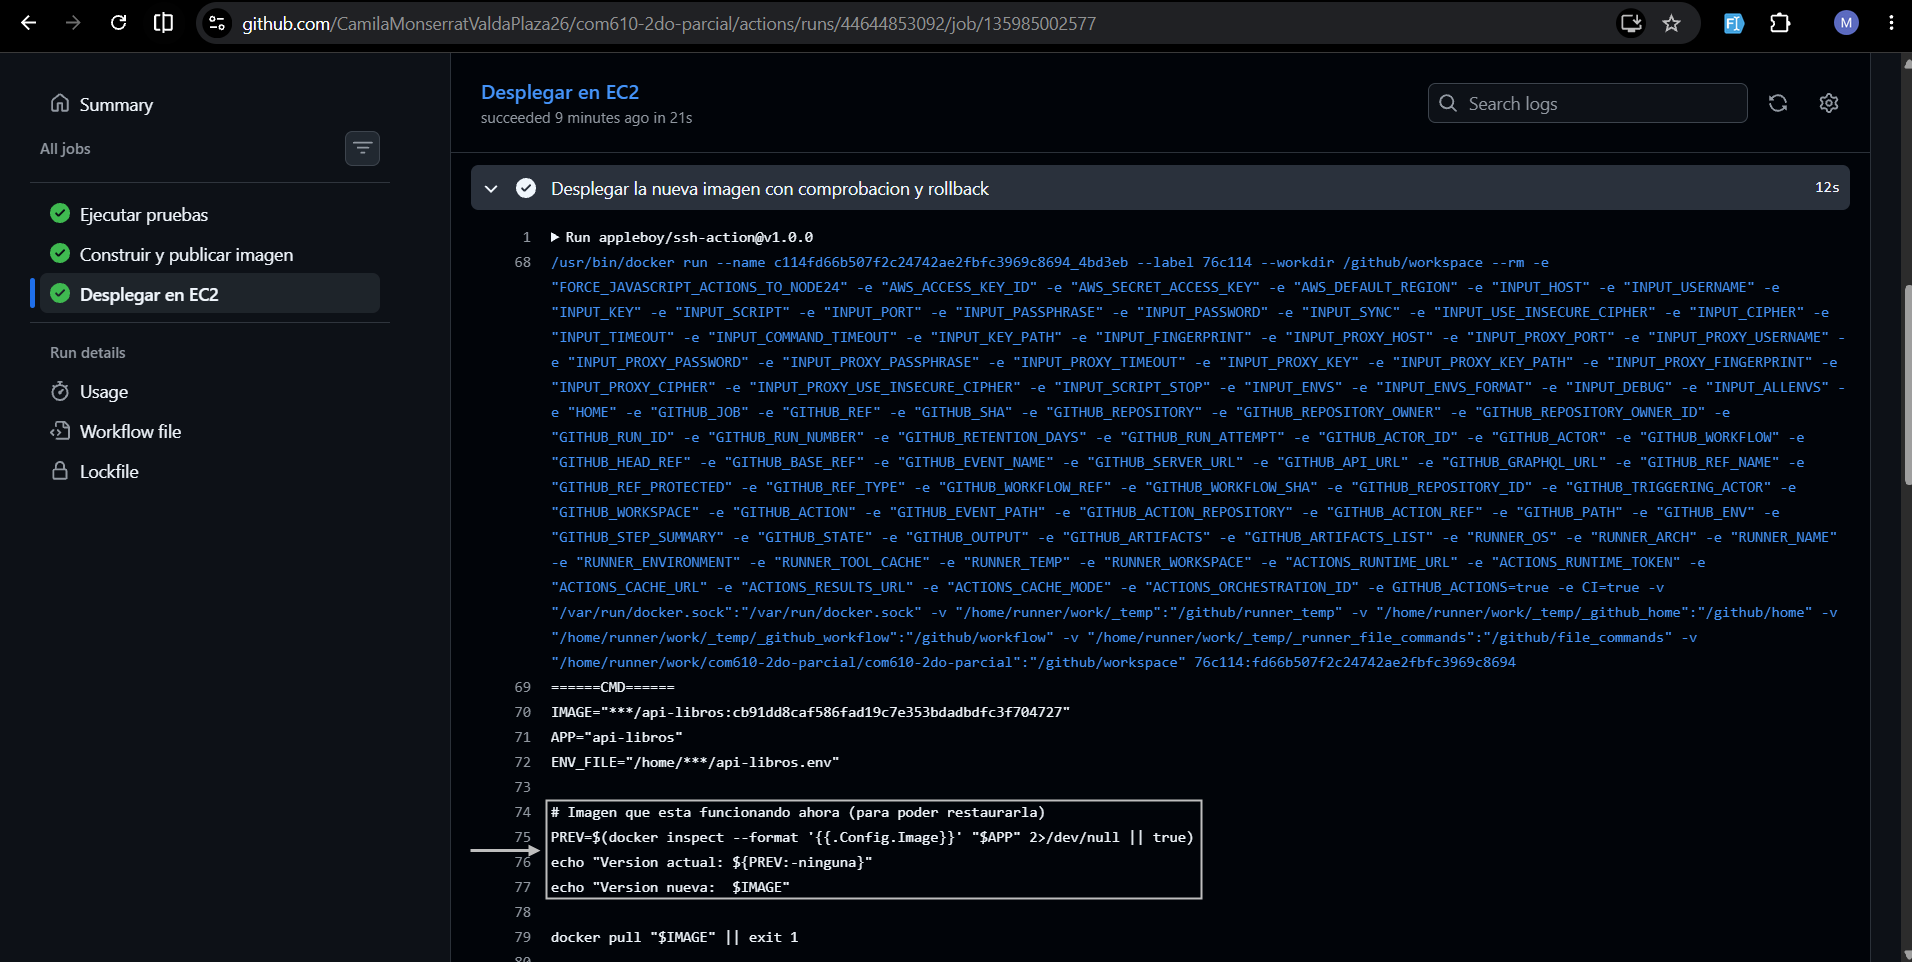 github.com/CamilaMonserratValdaPlaza26/com610-2do-parcial/actions/runs/44644853092/job/135985002577
M
Summary
All jobs
Ejecutar pruebas
Construir y publicar imagen
Desplegar en EC2
Run details
Usage
Workflow file
Lockfile
Desplegar en EC2
succeeded 9 minutes ago in 21s
Search logs
Desplegar la nueva imagen con comprobacion y rollback
12s
1 Run appleboy/ssh-action@v1.0.0
68 /usr/bin/docker run --name c114fd66b507f2c24742ae2fbfc3969c8694_4bd3eb --label 76c114 --workdir /github/workspace --rm -e
"FORCE_JAVASCRIPT_ACTIONS_TO_NODE24" -e "AWS_ACCESS_KEY_ID" -e "AWS_SECRET_ACCESS_KEY" -e "AWS_DEFAULT_REGION" -e "INPUT_HOST" -e "INPUT_USERNAME" -e
"INPUT_KEY" -e "INPUT_SCRIPT" -e "INPUT_PORT" -e "INPUT_PASSPHRASE" -e "INPUT_PASSWORD" -e "INPUT_SYNC" -e "INPUT_USE_INSECURE_CIPHER" -e "INPUT_CIPHER" -e
"INPUT_TIMEOUT" -e "INPUT_COMMAND_TIMEOUT" -e "INPUT_KEY_PATH" -e "INPUT_FINGERPRINT" -e "INPUT_PROXY_HOST" -e "INPUT_PROXY_PORT" -e "INPUT_PROXY_USERNAME" -
e "INPUT_PROXY_PASSWORD" -e "INPUT_PROXY_PASSPHRASE" -e "INPUT_PROXY_TIMEOUT" -e "INPUT_PROXY_KEY" -e "INPUT_PROXY_KEY_PATH" -e "INPUT_PROXY_FINGERPRINT" -e
"INPUT_PROXY_CIPHER" -e "INPUT_PROXY_USE_INSECURE_CIPHER" -e "INPUT_SCRIPT_STOP" -e "INPUT_ENVS" -e "INPUT_ENVS_FORMAT" -e "INPUT_DEBUG" -e "INPUT_ALLENVS" -
e "HOME" -e "GITHUB_JOB" -e "GITHUB_REF" -e "GITHUB_SHA" -e "GITHUB_REPOSITORY" -e "GITHUB_REPOSITORY_OWNER" -e "GITHUB_REPOSITORY_OWNER_ID" -e
"GITHUB_RUN_ID" -e "GITHUB_RUN_NUMBER" -e "GITHUB_RETENTION_DAYS" -e "GITHUB_RUN_ATTEMPT" -e "GITHUB_ACTOR_ID" -e "GITHUB_ACTOR" -e "GITHUB_WORKFLOW" -e
"GITHUB_HEAD_REF" -e "GITHUB_BASE_REF" -e "GITHUB_EVENT_NAME" -e "GITHUB_SERVER_URL" -e "GITHUB_API_URL" -e "GITHUB_GRAPHQL_URL" -e "GITHUB_REF_NAME" -e
"GITHUB_REF_PROTECTED" -e "GITHUB_REF_TYPE" -e "GITHUB_WORKFLOW_REF" -e "GITHUB_WORKFLOW_SHA" -e "GITHUB_REPOSITORY_ID" -e "GITHUB_TRIGGERING_ACTOR" -e
"GITHUB_WORKSPACE" -e "GITHUB_ACTION" -e "GITHUB_EVENT_PATH" -e "GITHUB_ACTION_REPOSITORY" -e "GITHUB_ACTION_REF" -e "GITHUB_PATH" -e "GITHUB_ENV" -e
"GITHUB_STEP_SUMMARY" -e "GITHUB_STATE" -e "GITHUB_OUTPUT" -e "GITHUB_ARTIFACTS" -e "GITHUB_ARTIFACTS_LIST" -e "RUNNER_OS" -e "RUNNER_ARCH" -e "RUNNER_NAME"
-e "RUNNER_ENVIRONMENT" -e "RUNNER_TOOL_CACHE" -e "RUNNER_TEMP" -e "RUNNER_WORKSPACE" -e "ACTIONS_RUNTIME_URL" -e "ACTIONS_RUNTIME_TOKEN" -e
"ACTIONS_CACHE_URL" -e "ACTIONS_RESULTS_URL" -e "ACTIONS_CACHE_MODE" -e "ACTIONS_ORCHESTRATION_ID" -e GITHUB_ACTIONS=true -e CI=true -v
"/var/run/docker.sock":"/var/run/docker.sock" -v "/home/runner/work/_temp":"/github/runner_temp" -v "/home/runner/work/_temp/_github_home":"/github/home" -v
"/home/runner/work/_temp/_github_workflow":"/github/workflow" -v "/home/runner/work/_temp/_runner_file_commands":"/github/file_commands" -v
"/home/runner/work/com610-2do-parcial/com610-2do-parcial":"/github/workspace" 76c114:fd66b507f2c24742ae2fbfc3969c8694
69 ======CMD======
70 IMAGE="***/api-libros:cb91dd8caf586fad19c7e353bdadbdfc3f704727"
71 APP="api-libros"
72 ENV_FILE="/home/***/api-libros.env"
73
74 # Imagen que esta funcionando ahora (para poder restaurarla)
75 PREV=$(docker inspect --format '{{.Config.Image}}' "$APP" 2>/dev/null || true)
76 echo "Version actual: ${PREV:-ninguna}"
77 echo "Version nueva:  $IMAGE"
78
79 docker pull "$IMAGE" || exit 1
80